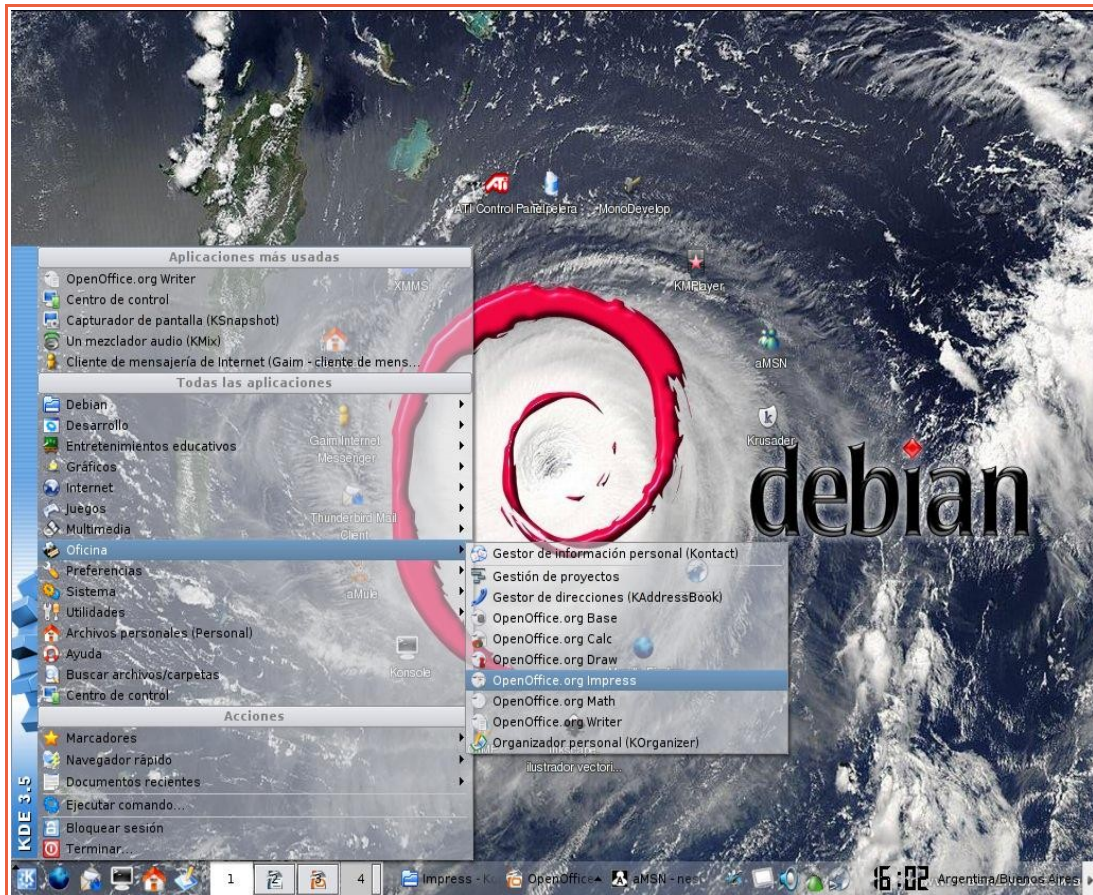 ATI Control Panel
Papelera
MonoDevelop
XMMS
KMPlayer
aMSN
Krusader
Gaim Internet
Messenger
Thunderbird Mail
Client
aMule
Konsole
ilustrador vectori...
debian
Aplicaciones más usadas
OpenOffice.org Writer
Centro de control
Capturador de pantalla (KSnapshot)
Un mezclador audio (KMix)
Cliente de mensajería de Internet (Gaim - cliente de mens...
Todas las aplicaciones
Debian
Desarrollo
Entretenimientos educativos
Gráficos
Internet
Juegos
Multimedia
Oficina
Preferencias
Sistema
Utilidades
Archivos personales (Personal)
Ayuda
Buscar archivos/carpetas
Centro de control
Acciones
Marcadores
Navegador rápido
Documentos recientes
Ejecutar comando...
Bloquear sesión
Terminar...
KDE 3.5
Gestor de información personal (Kontact)
Gestión de proyectos
Gestor de direcciones (KAddressBook)
OpenOffice.org Base
OpenOffice.org Calc
OpenOffice.org Draw
OpenOffice.org Impress
OpenOffice.org Math
OpenOffice.org Writer
Organizador personal (KOrganizer)
1
2
3
4
Impress - K
OpenOffice
aMSN - nes
16:02
Argentina/Buenos Aires